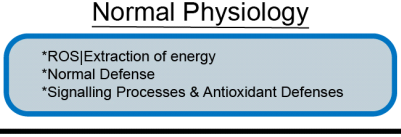 Normal Physiology
*ROS|Extraction of energy
*Normal Defense
*Signalling Processes & Antioxidant Defenses